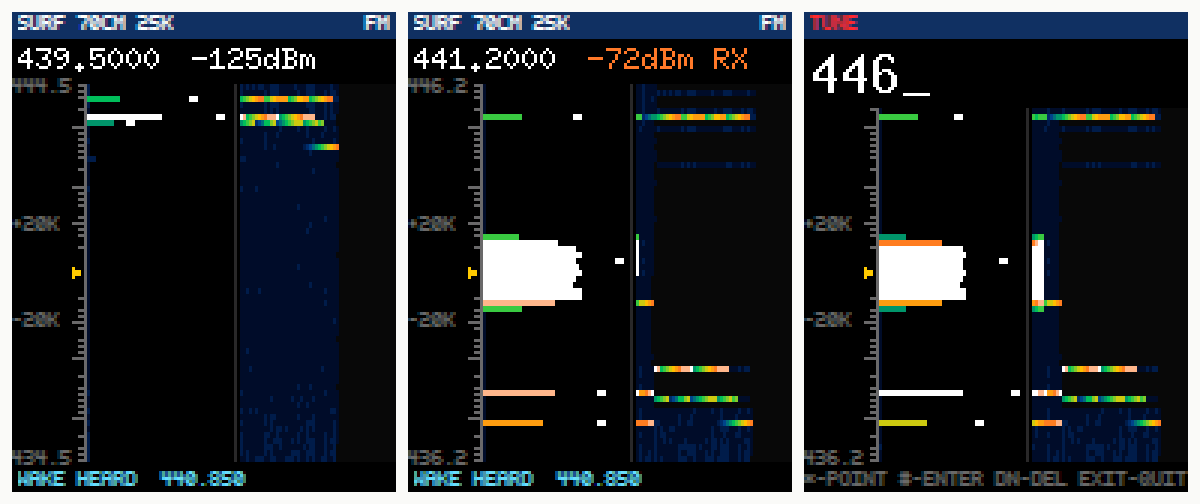 SURF 70CM 25K FM
439.5000 -125dBm
444.5
+20K
-20K
434.5
WAKE HEARD 440.850
SURF 70CM 25K FM
441.2000 -72dBm RX
446.2
+20K
-20K
436.2
WAKE HEARD 440.850
TUNE
446_
+20K
-20K
436.2
*-POINT #-ENTER DN-DEL EXIT-QUIT